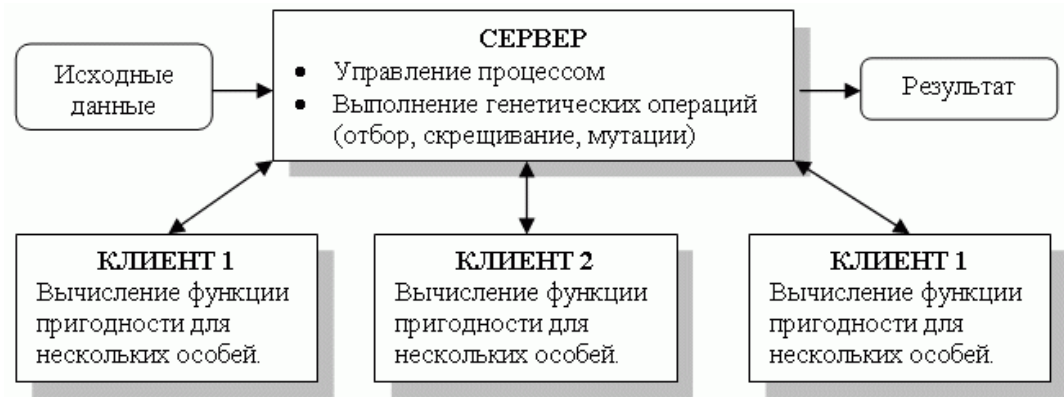 Исходные
данные
СЕРВЕР
• Управление процессом
• Выполнение генетических операций
(отбор, скрещивание, мутации)
Результат
КЛИЕНТ 1
Вычисление функции
пригодности для
нескольких особей.
КЛИЕНТ 2
Вычисление функции
пригодности для
нескольких особей.
КЛИЕНТ 1
Вычисление функции
пригодности для
нескольких особей.